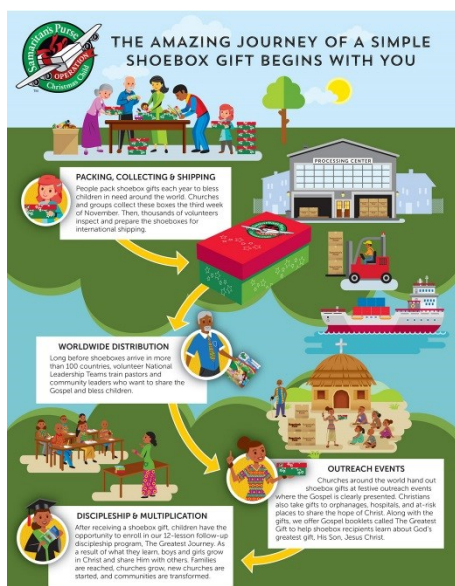 Samaritan's Purse
OPERATION
Christmas Child
THE AMAZING JOURNEY OF A SIMPLE
SHOEBOX GIFT BEGINS WITH YOU
PROCESSING CENTER
PACKING, COLLECTING & SHIPPING
People pack shoebox gifts each year to bless
children in need around the world. Churches
and groups collect these boxes the third week
of November. Then, thousands of volunteers
inspect and prepare the shoeboxes for
international shipping.
WORLDWIDE DISTRIBUTION
Long before shoeboxes arrive in more
than 100 countries, volunteer National
Leadership Teams train pastors and
community leaders who want to share the
Gospel and bless children.
OUTREACH EVENTS
Churches around the world hand out
shoebox gifts at festive outreach events
where the Gospel is clearly presented. Christians
also take gifts to orphanages, hospitals, and at-risk
places to share the hope of Christ. Along with the
gifts, we offer Gospel booklets called The Greatest
Gift to help shoebox recipients learn about God's
greatest gift, His Son, Jesus Christ.
DISCIPLESHIP & MULTIPLICATION
After receiving a shoebox gift, children have the
opportunity to enroll in our 12-lesson follow-up
discipleship program, The Greatest Journey. As
a result of what they learn, boys and girls grow
in Christ and share Him with others. Families
are reached, churches grow, new churches are
started, and communities are transformed.